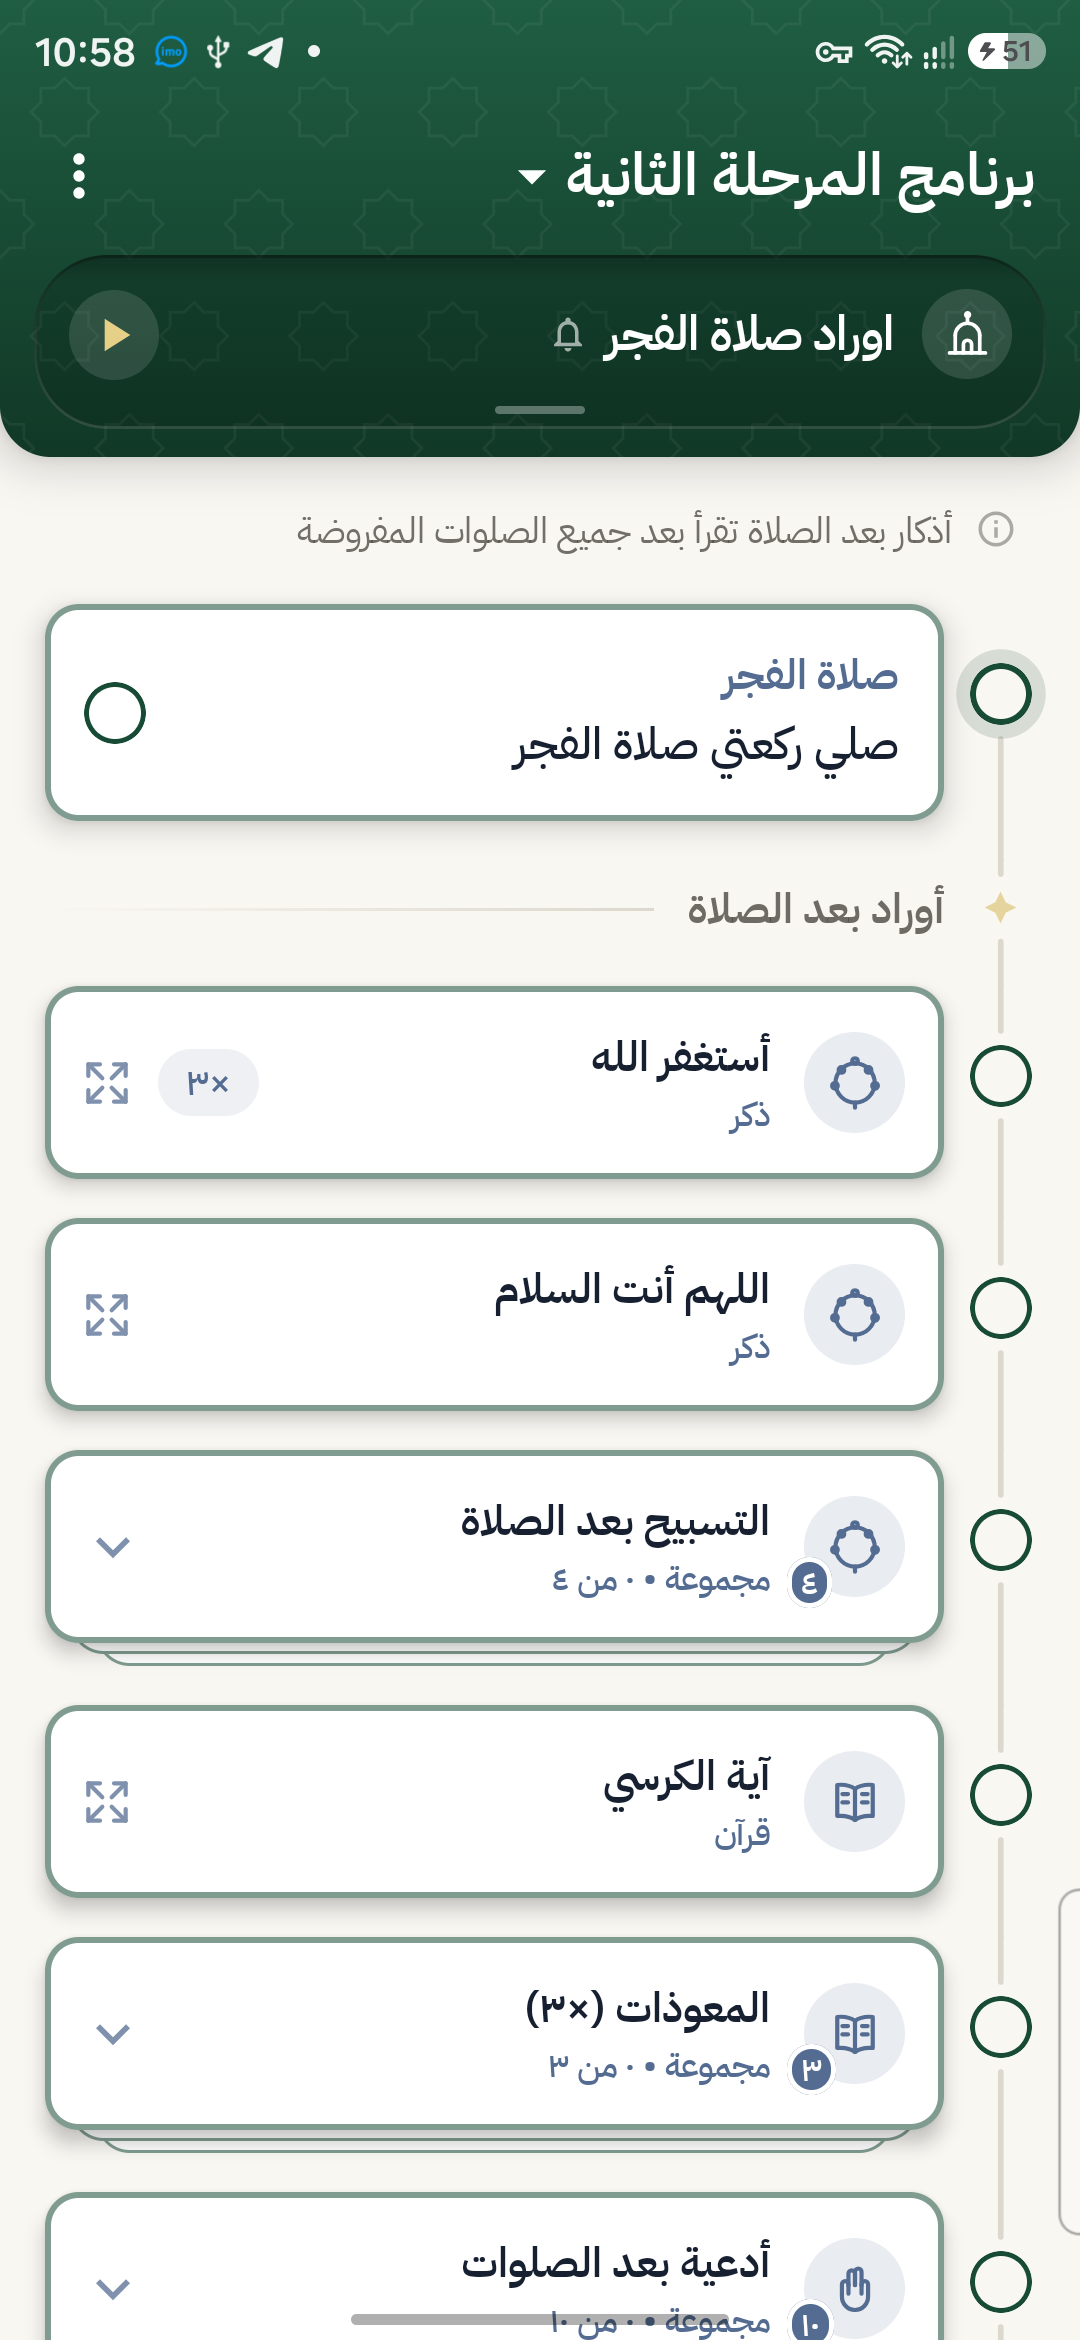 10:58
imo
51
برنامج المرحلة الثانية
اوراد صلاة الفجر
أذكار بعد الصلاة تقرأ بعد جميع الصلوات المفروضة
صلاة الفجر
صلي ركعتي صلاة الفجر
أوراد بعد الصلاة
أستغفر الله
ذكر
×٣
اللهم أنت السلام
ذكر
التسبيح بعد الصلاة
٤
مجموعة • ٠ من ٤
آية الكرسي
قرآن
المعوذات (×٣)
٣
مجموعة • ٠ من ٣
أدعية بعد الصلوات
١٠
مجموعة • ٠ من ١٠